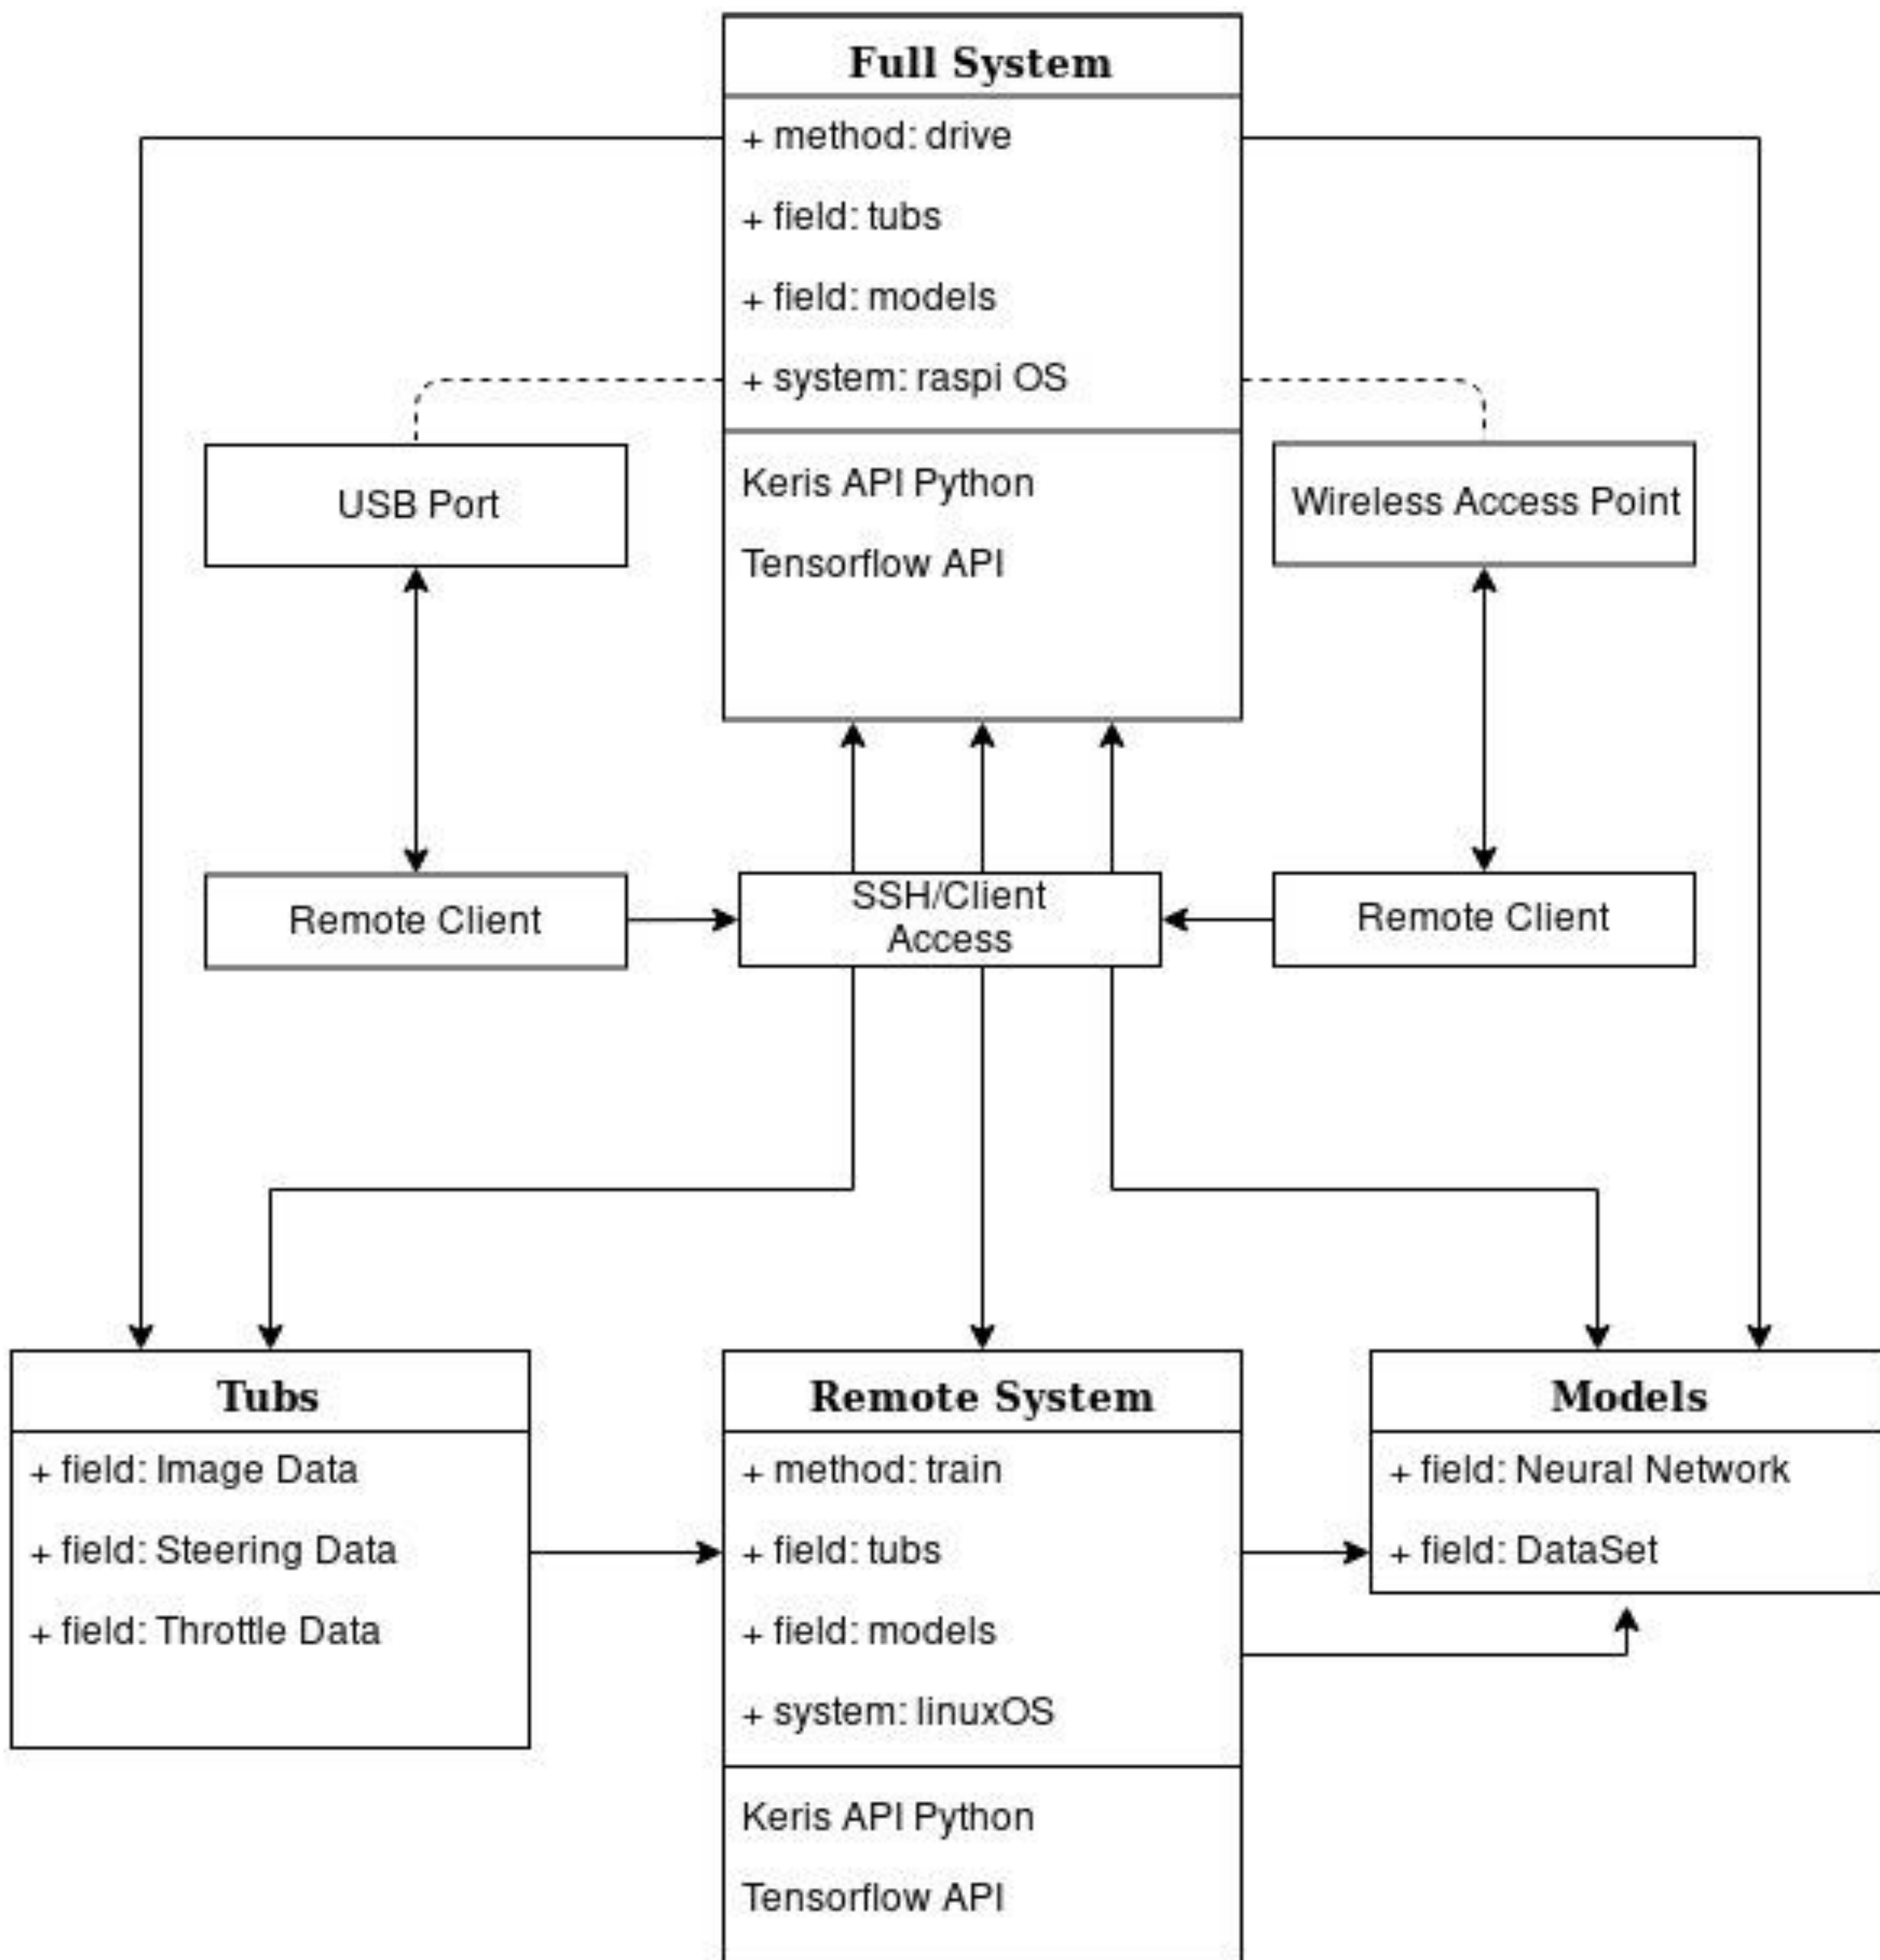 Full System
+ method: drive
+ field: tubs
+ field: models
+ system: raspi OS
Keris API Python
Tensorflow API
USB Port
Wireless Access Point
Remote Client
SSH/Client
Access
Remote Client
Tubs
+ field: Image Data
+ field: Steering Data
+ field: Throttle Data
Remote System
+ method: train
+ field: tubs
+ field: models
+ system: linuxOS
Keris API Python
Tensorflow API
Models
+ field: Neural Network
+ field: DataSet